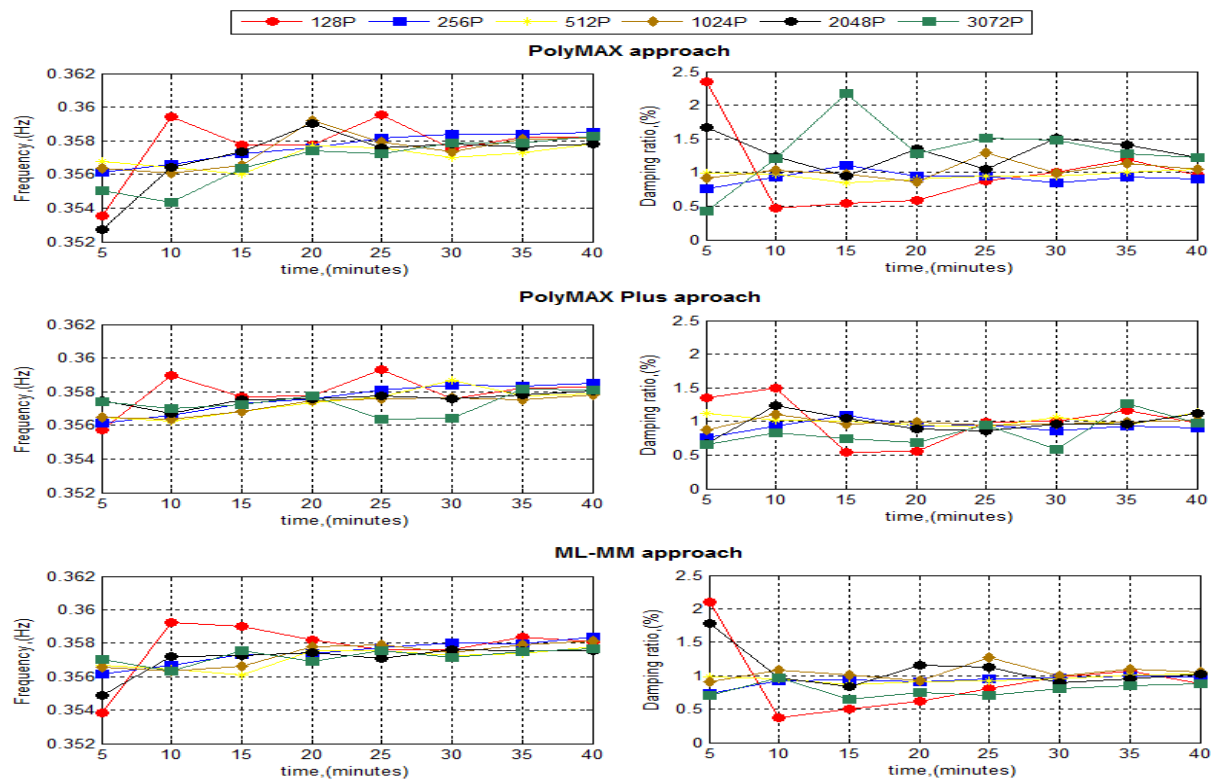 128P 256P 512P 1024P 2048P 3072P
PolyMAX approach
0.362
0.36
0.358
0.356
0.354
0.352
Frequency,(Hz)
5 10 15 20 25 30 35 40
time,(minutes)
2.5
2
1.5
1
0.5
0
Damping ratio,(%)
5 10 15 20 25 30 35 40
time,(minutes)
PolyMAX Plus aproach
0.362
0.36
0.358
0.356
0.354
0.352
Frequency,(Hz)
5 10 15 20 25 30 35 40
time,(minutes)
2.5
2
1.5
1
0.5
0
Damping ratio,(%)
5 10 15 20 25 30 35 40
time,(minutes)
ML-MM approach
0.362
0.36
0.358
0.356
0.354
0.352
Frequency,(Hz)
5 10 15 20 25 30 35 40
time,(minutes)
2.5
2
1.5
1
0.5
0
Damping ratio,(%)
5 10 15 20 25 30 35 40
time,(minutes)